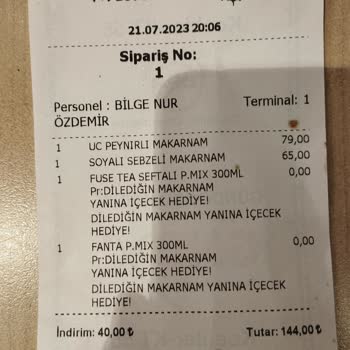 21.07.2023 20:06
Sipariş No:
1
Personel : BİLGE NUR Terminal: 1
ÖZDEMİR
1 UC PEYNIRLI MAKARNAM 79,00
1 SOYALI SEBZELI MAKARNAM 65,00
1 FUSE TEA SEFTALI P.MIX 300ML 0,00
Pr:DİLEDİĞİN MAKARNAM
YANINA İÇECEK HEDİYE!
DİLEDİĞİN MAKARNAM YANINA İÇECEK
HEDİYE!
1 FANTA P.MIX 300ML 0,00
Pr:DİLEDİĞİN MAKARNAM
YANINA İÇECEK HEDİYE!
DİLEDİĞİN MAKARNAM YANINA İÇECEK
HEDİYE!
İndirim: 40,00₺ Tutar: 144,00₺